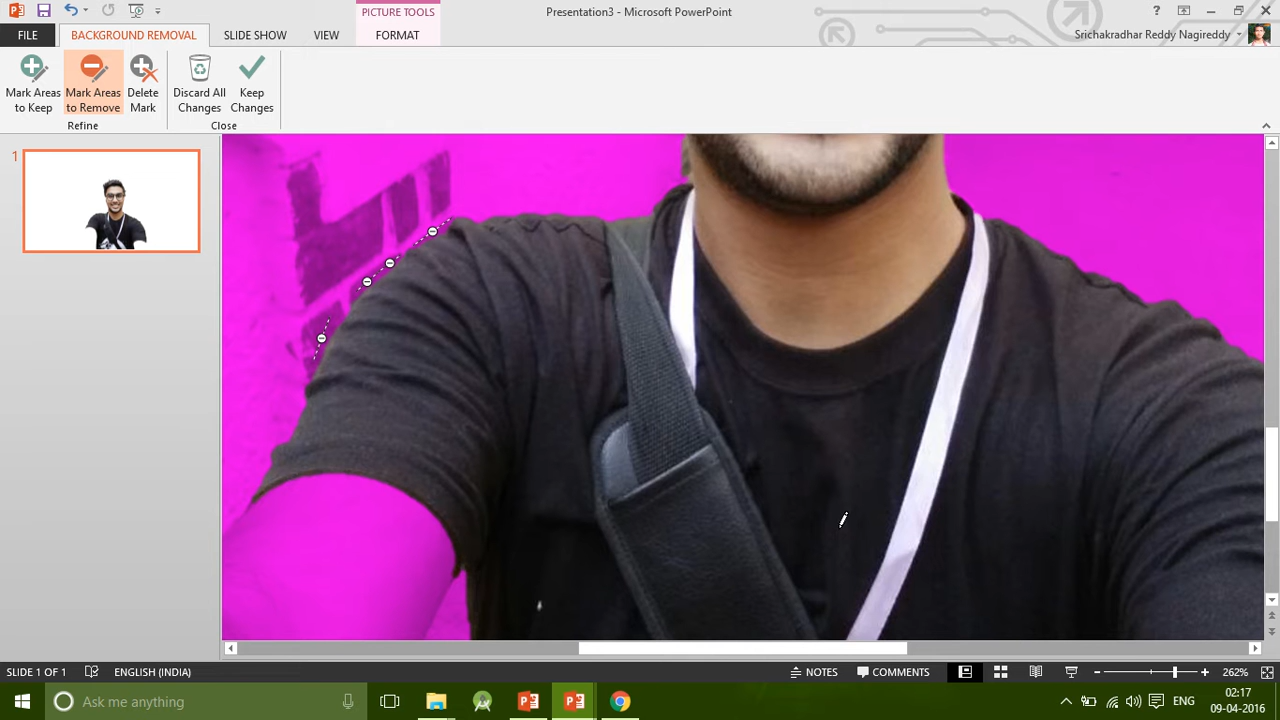 Presentation3 - Microsoft PowerPoint
PICTURE TOOLS
FILE
BACKGROUND REMOVAL
SLIDE SHOW
VIEW
FORMAT
Srichakradhar Reddy Nagireddy
Mark Areas to Keep
Mark Areas to Remove
Delete Mark
Discard All Changes
Keep Changes
Refine
Close
1
SLIDE 1 OF 1
ENGLISH (INDIA)
NOTES
COMMENTS
262%
Ask me anything
ENG
02:17
09-04-2016